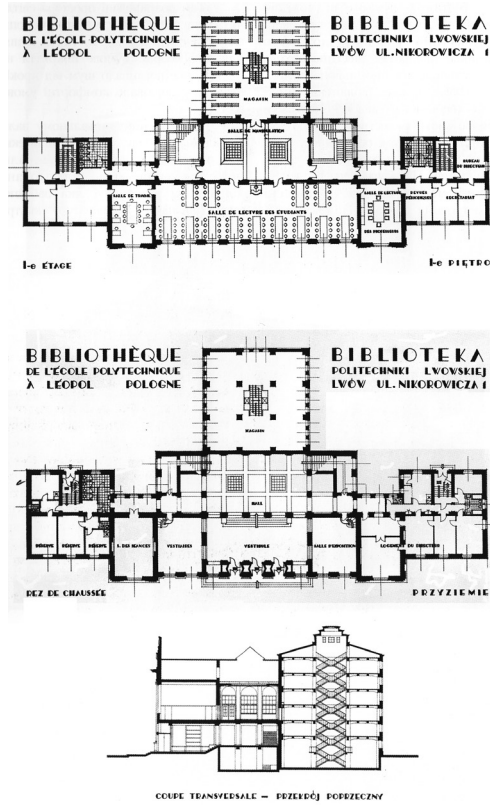 BIBLIOTHÈQUE
DE L'ÉCOLE POLYTECHNIQUE
À LÉOPOL POLOGNE
BIBLIOTEKA
POLITECHNIKI LWOWSKIEJ
LWÓW UL. NIKOROWICZA 1
MAGASIN
SALLE DE MANIPULATION
BUREAU
DU DIRECTEUR
SALLE DE TRAVAIL
SALLE DE LECTURE
REVUES
PÉRIODIQUES
SECRETARIAT
SALLE DE LECTURE DES ÉTUDIANTS
DES PROFESSEURS
I-e ÉTAGE
I-e PIĘTRO
BIBLIOTHÈQUE
DE L'ÉCOLE POLYTECHNIQUE
À LÉOPOL POLOGNE
BIBLIOTEKA
POLITECHNIKI LWOWSKIEJ
LWÓW UL. NIKOROWICZA 1
MAGASIN
HALL
RÉSERVE
RÉSERVE
RÉSERVE
S. DES SÉANCES
VESTIAIRES
VESTIBULE
SALLE D'EXPOSITION
LOGEMENT DU DIRECTEUR
REZ DE CHAUSSÉE
PRZYZIEMIE
COUPE TRANSVERSALE – PRZEKRÓJ POPRZECZNY